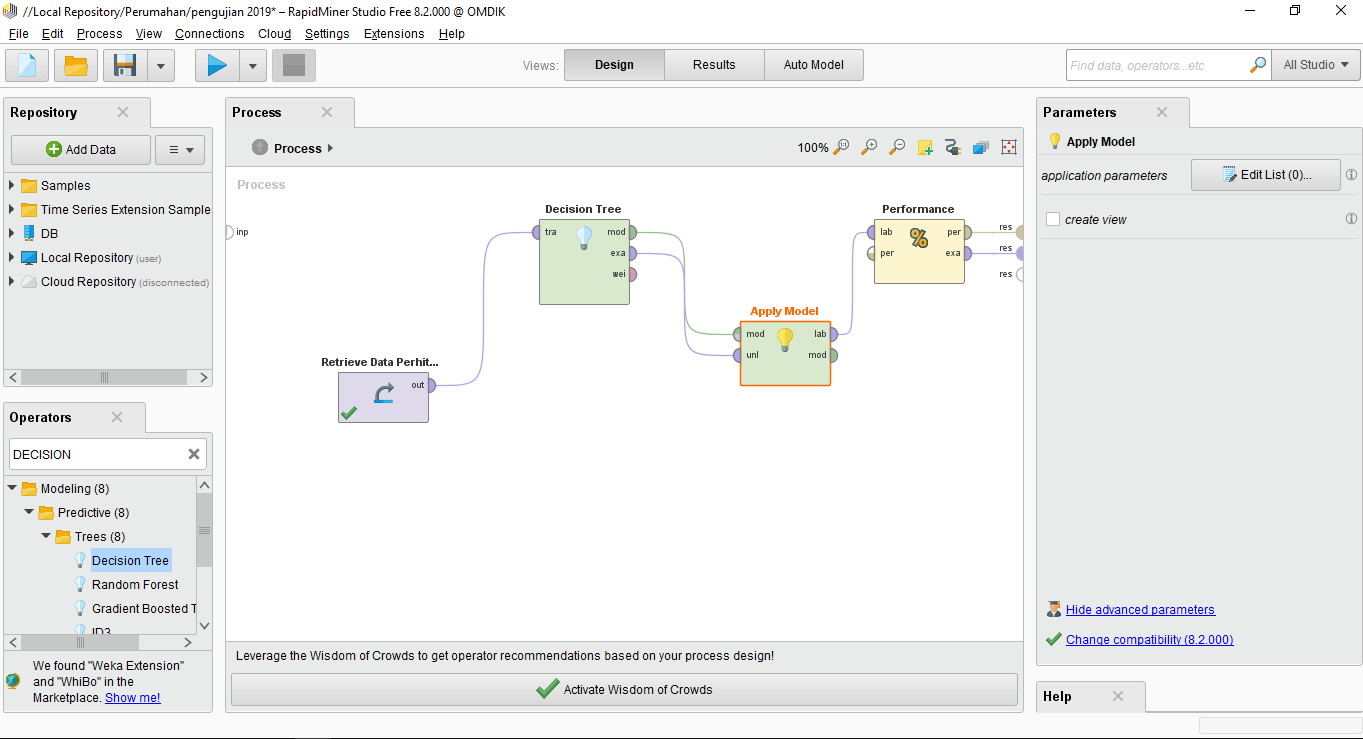 //Local Repository/Perumahan/pengujian 2019* – RapidMiner Studio Free 8.2.000 @ OMDIK
File Edit Process View Connections Cloud Settings Extensions Help
Views: Design Results Auto Model
Find data, operators...etc
All Studio
Repository
Add Data
Samples
Time Series Extension Sample
DB
Local Repository (user)
Cloud Repository (disconnected)
Operators
DECISION
Modeling (8)
Predictive (8)
Trees (8)
Decision Tree
Random Forest
Gradient Boosted T
ID3
We found "Weka Extension"
and "WhiBo" in the
Marketplace. Show me!
Process
Process
100%
Process
inp
Retrieve Data Perhit...
out
Decision Tree
tra mod
exa
wei
Apply Model
mod lab
unl mod
Performance
lab per
per exa
res
res
res
Leverage the Wisdom of Crowds to get operator recommendations based on your process design!
Activate Wisdom of Crowds
Parameters
Apply Model
application parameters
Edit List (0)...
create view
Hide advanced parameters
Change compatibility (8.2.000)
Help